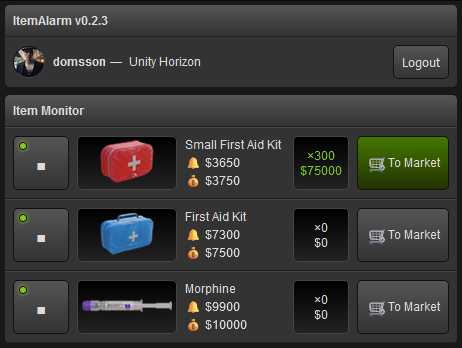 ItemAlarm v0.2.3
domsson — Unity Horizon
Logout
Item Monitor
Small First Aid Kit
$3650
$3750
×300
$75000
To Market
First Aid Kit
$7300
$7500
×0
$0
To Market
Morphine
$9900
$10000
×0
$0
To Market